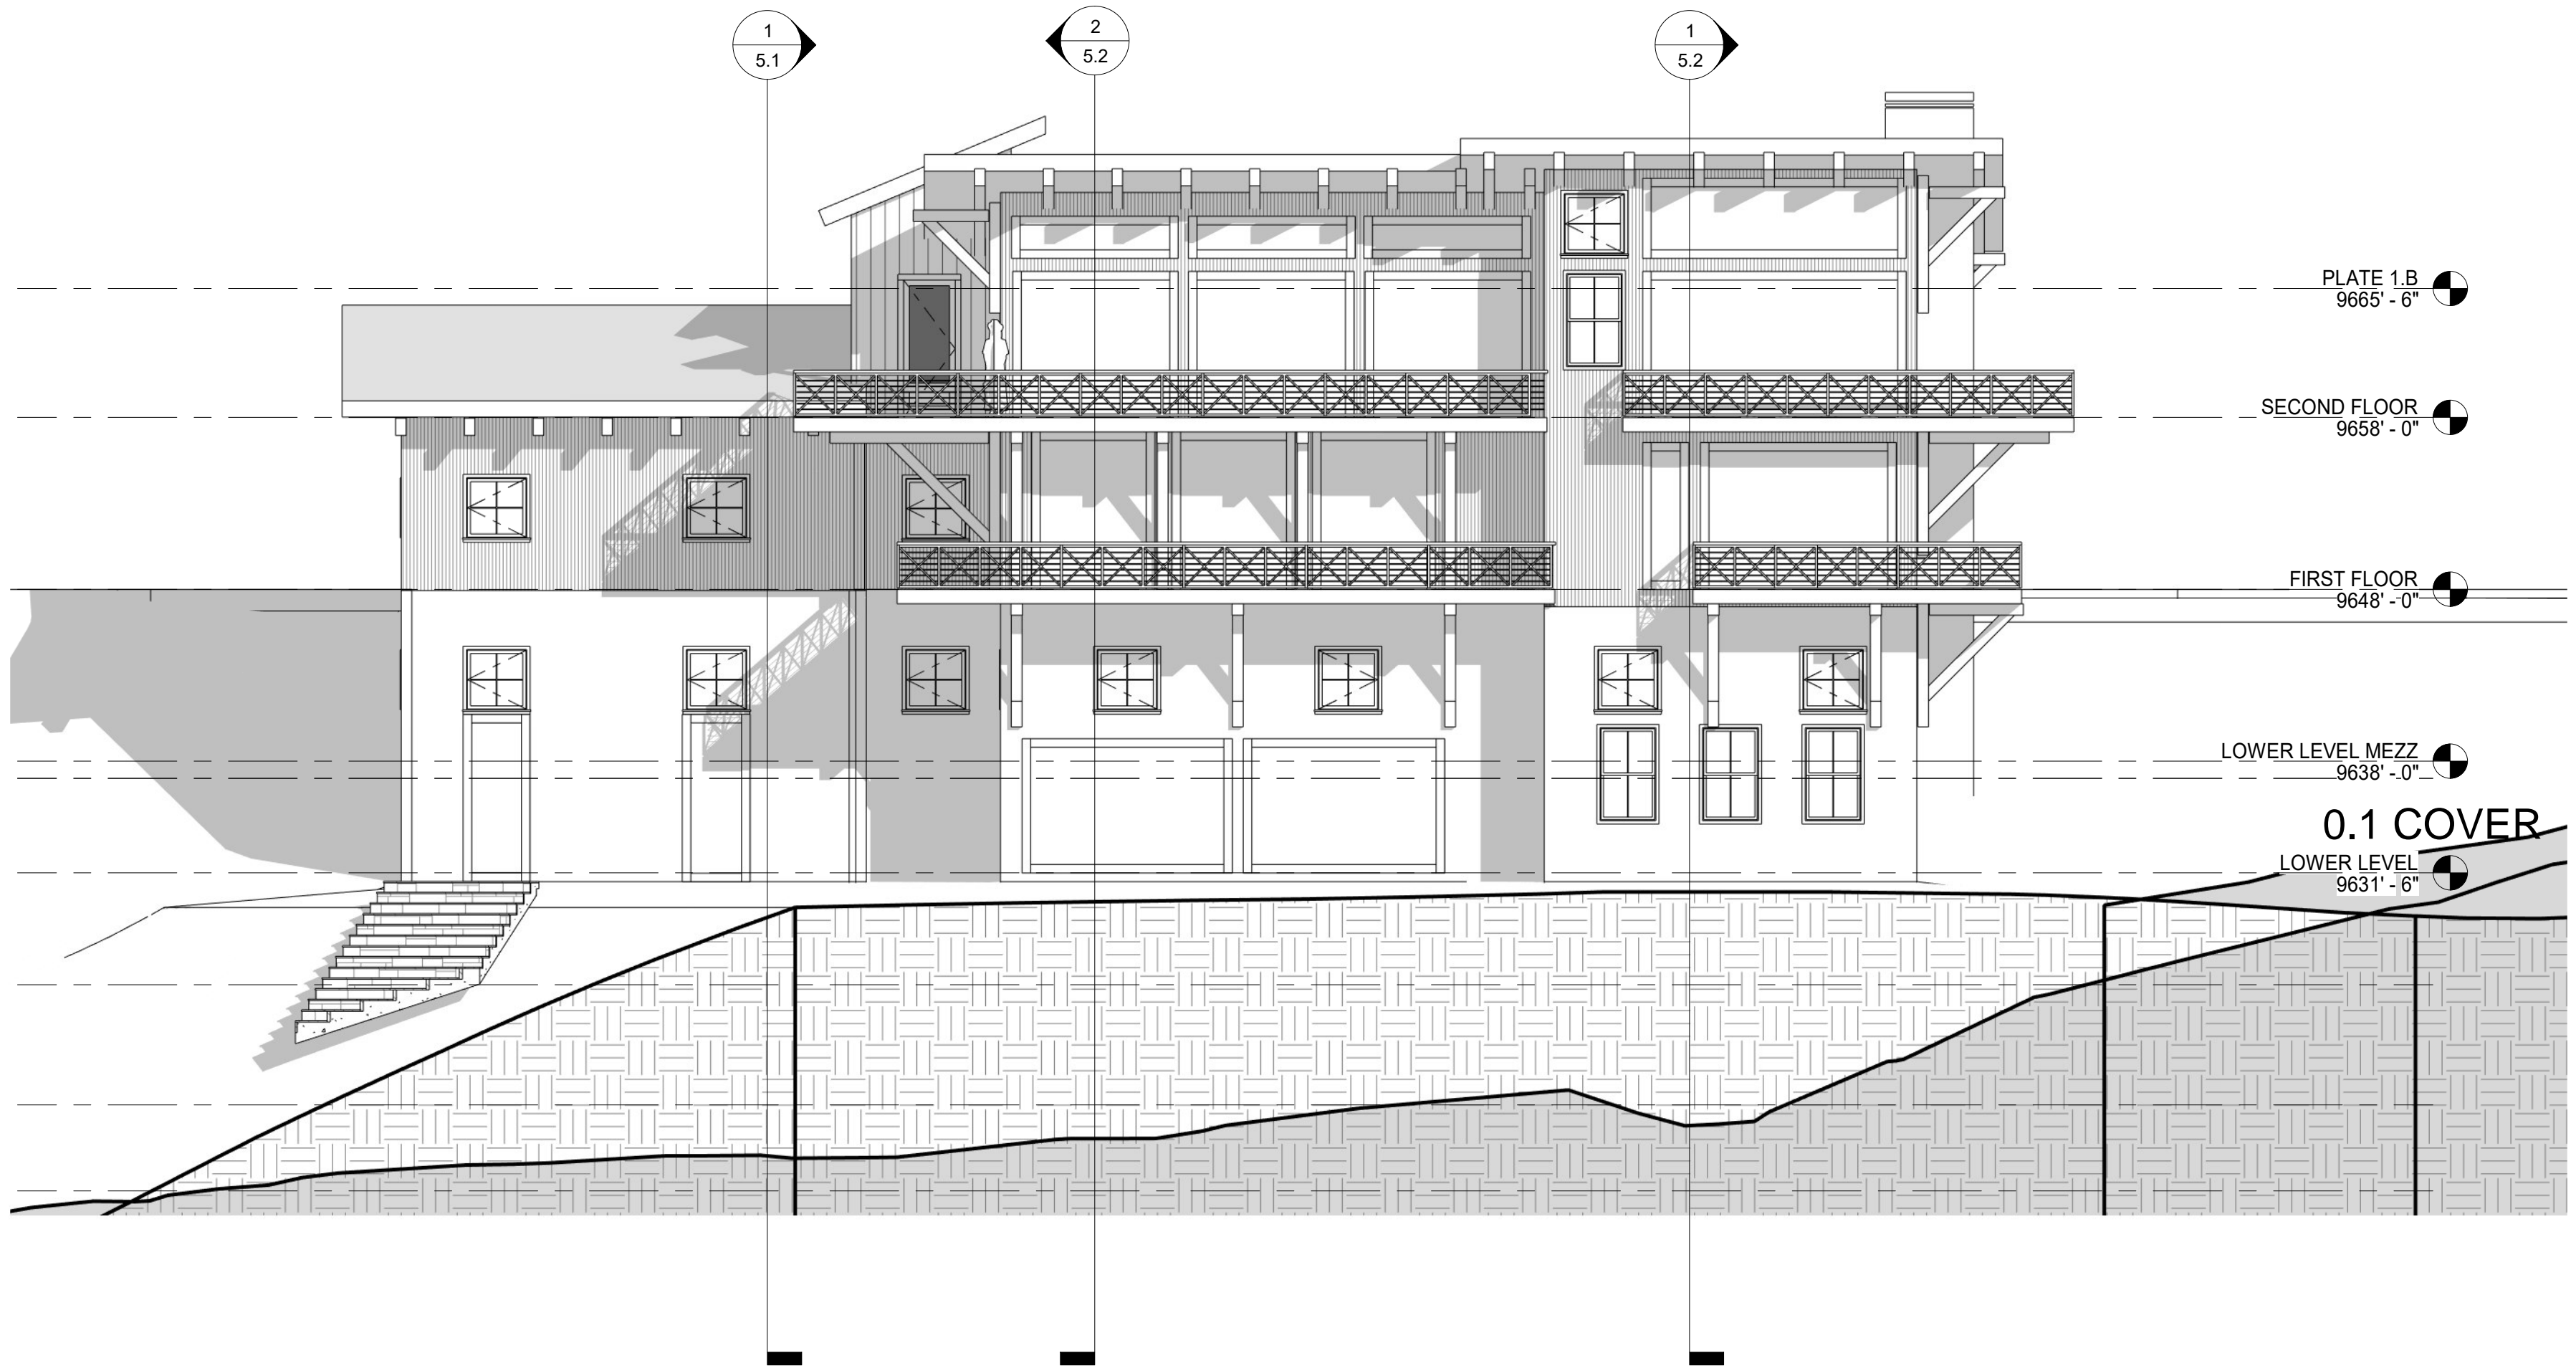 1
5.1
2
5.2
1
5.2
PLATE 1.B
9665' - 6"
SECOND FLOOR
9658' - 0"
FIRST FLOOR
9648' - 0"
LOWER LEVEL MEZZ
9638' - 0"
0.1 COVER
LOWER LEVEL
9631' - 6"